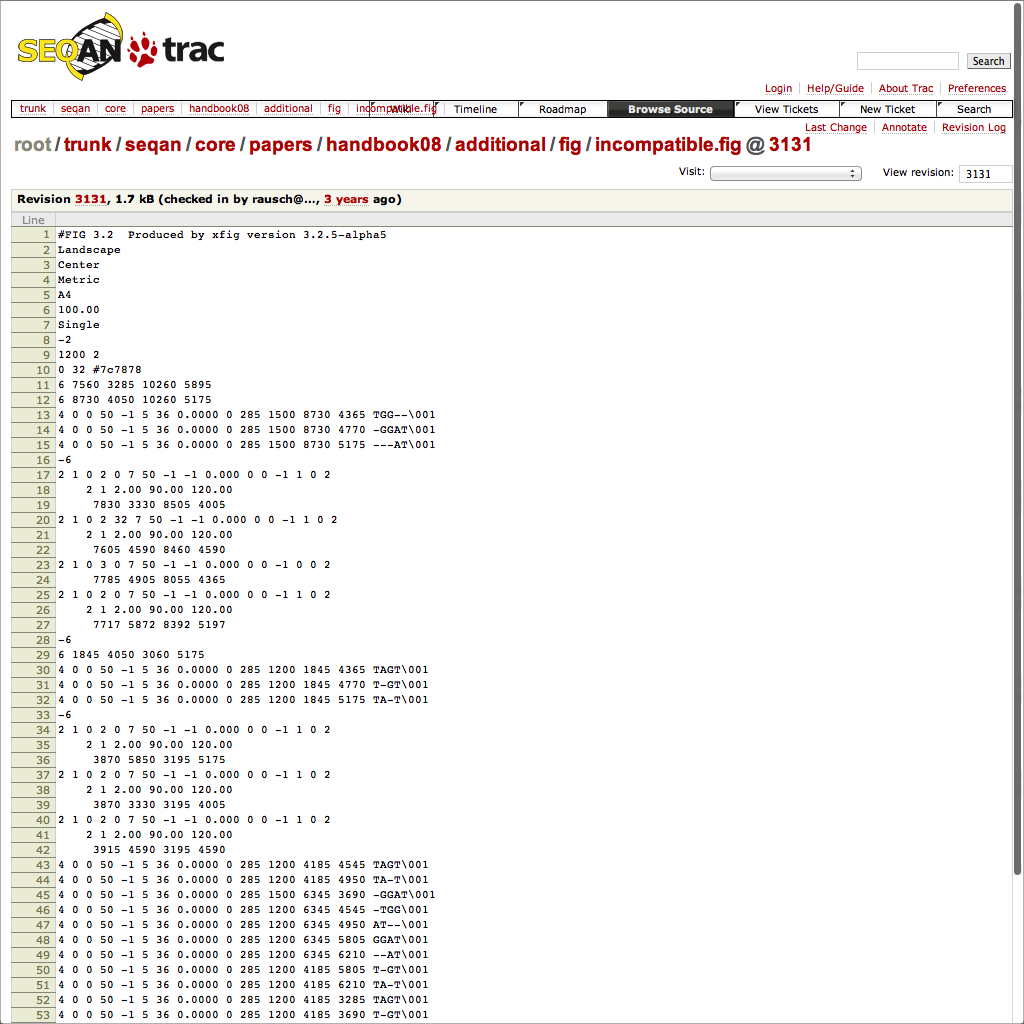 SEQAN trac
Search
Login Help/Guide About Trac Preferences
trunk seqan core papers handbook08 additional fig incompatible.fig Wiki Timeline Roadmap Browse Source View Tickets New Ticket Search
Last Change Annotate Revision Log
root/trunk/seqan/core/papers/handbook08/additional/fig/incompatible.fig @ 3131
Visit: View revision: 3131
Revision 3131, 1.7 kB (checked in by rausch@..., 3 years ago)
Line
1 #FIG 3.2  Produced by xfig version 3.2.5-alpha5
2 Landscape
3 Center
4 Metric
5 A4
6 100.00
7 Single
8 -2
9 1200 2
10 0 32 #7c7878
11 6 7560 3285 10260 5895
12 6 8730 4050 10260 5175
13 4 0 0 50 -1 5 36 0.0000 0 285 1500 8730 4365 TGG--\001
14 4 0 0 50 -1 5 36 0.0000 0 285 1500 8730 4770 -GGAT\001
15 4 0 0 50 -1 5 36 0.0000 0 285 1500 8730 5175 ---AT\001
16 -6
17 2 1 0 2 0 7 50 -1 -1 0.000 0 0 -1 1 0 2
18 2 1 2.00 90.00 120.00
19 7830 3330 8505 4005
20 2 1 0 2 32 7 50 -1 -1 0.000 0 0 -1 1 0 2
21 2 1 2.00 90.00 120.00
22 7605 4590 8460 4590
23 2 1 0 3 0 7 50 -1 -1 0.000 0 0 -1 0 0 2
24 7785 4905 8055 4365
25 2 1 0 2 0 7 50 -1 -1 0.000 0 0 -1 1 0 2
26 2 1 2.00 90.00 120.00
27 7717 5872 8392 5197
28 -6
29 6 1845 4050 3060 5175
30 4 0 0 50 -1 5 36 0.0000 0 285 1200 1845 4365 TAGT\001
31 4 0 0 50 -1 5 36 0.0000 0 285 1200 1845 4770 T-GT\001
32 4 0 0 50 -1 5 36 0.0000 0 285 1200 1845 5175 TA-T\001
33 -6
34 2 1 0 2 0 7 50 -1 -1 0.000 0 0 -1 1 0 2
35 2 1 2.00 90.00 120.00
36 3870 5850 3195 5175
37 2 1 0 2 0 7 50 -1 -1 0.000 0 0 -1 1 0 2
38 2 1 2.00 90.00 120.00
39 3870 3330 3195 4005
40 2 1 0 2 0 7 50 -1 -1 0.000 0 0 -1 1 0 2
41 2 1 2.00 90.00 120.00
42 3915 4590 3195 4590
43 4 0 0 50 -1 5 36 0.0000 0 285 1200 4185 4545 TAGT\001
44 4 0 0 50 -1 5 36 0.0000 0 285 1200 4185 4950 TA-T\001
45 4 0 0 50 -1 5 36 0.0000 0 285 1500 6345 3690 -GGAT\001
46 4 0 0 50 -1 5 36 0.0000 0 285 1200 6345 4545 -TGG\001
47 4 0 0 50 -1 5 36 0.0000 0 285 1200 6345 4950 AT--\001
48 4 0 0 50 -1 5 36 0.0000 0 285 1200 6345 5805 GGAT\001
49 4 0 0 50 -1 5 36 0.0000 0 285 1200 6345 6210 --AT\001
50 4 0 0 50 -1 5 36 0.0000 0 285 1200 4185 5805 T-GT\001
51 4 0 0 50 -1 5 36 0.0000 0 285 1200 4185 6210 TA-T\001
52 4 0 0 50 -1 5 36 0.0000 0 285 1200 4185 3285 TAGT\001
53 4 0 0 50 -1 5 36 0.0000 0 285 1200 4185 3690 T-GT\001